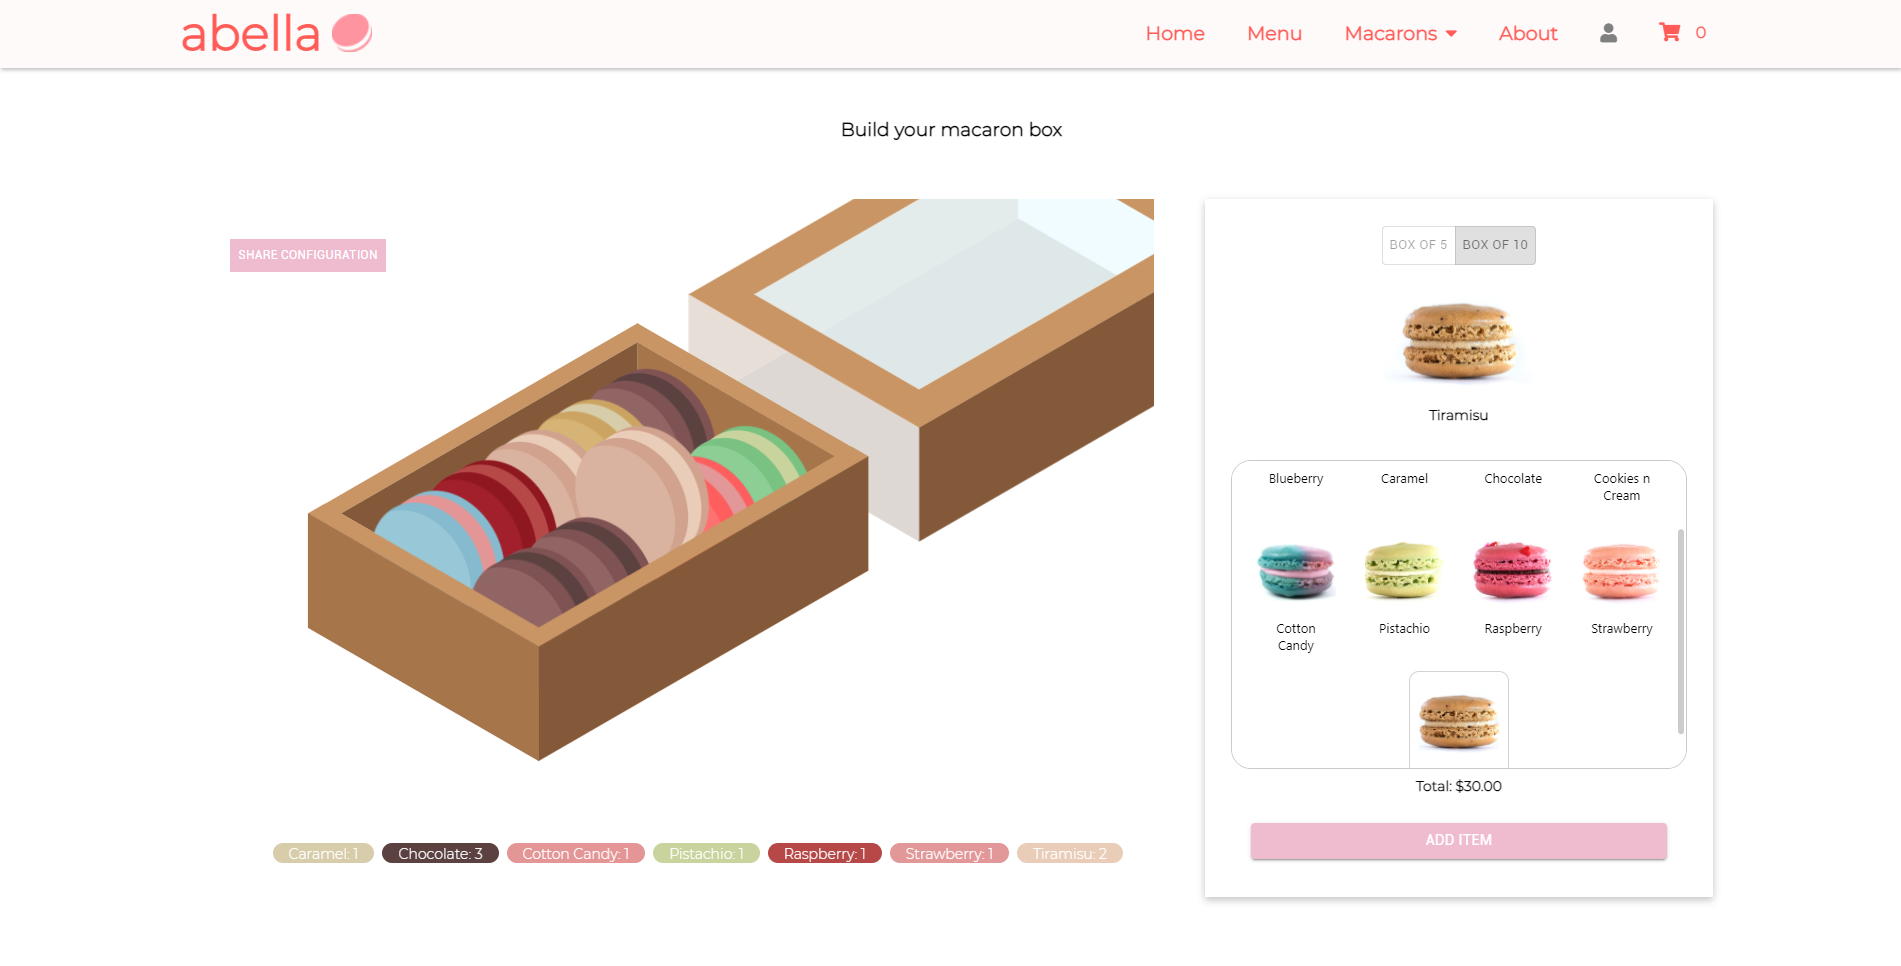 abella
Home
Menu
Macarons
About
0
Build your macaron box
SHARE CONFIGURATION
BOX OF 5
BOX OF 10
Tiramisu
Blueberry
Caramel
Chocolate
Cookies n
Cream
Cotton
Candy
Pistachio
Raspberry
Strawberry
Total: $30.00
ADD ITEM
Caramel: 1
Chocolate: 3
Cotton Candy: 1
Pistachio: 1
Raspberry: 1
Strawberry: 1
Tiramisu: 2